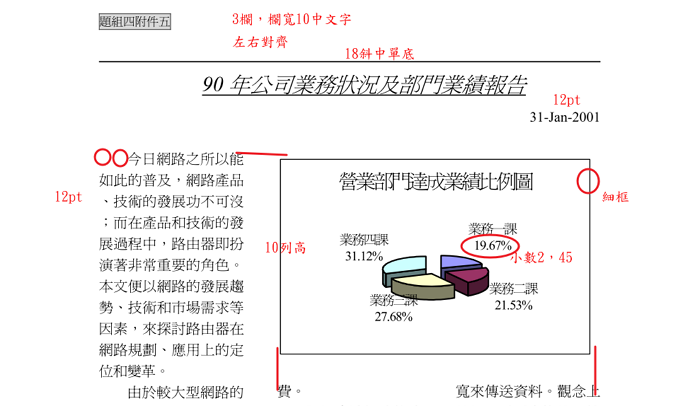 題組四附件五
3欄，欄寬10中文字
左右對齊
18斜中單底
90 年公司業務狀況及部門業績報告
12pt
31-Jan-2001
今日網路之所以能
如此的普及，網路產品
、技術的發展功不可沒
；而在產品和技術的發
展過程中，路由器即扮
演著非常重要的角色。
本文便以網路的發展趨
勢、技術和市場需求等
因素，來探討路由器在
網路規劃、應用上的定
位和變革。
由於較大型網路的
12pt
營業部門達成業績比例圖
細框
10列高
業務一課
19.67%
小數2，45
業務四課
31.12%
業務三課
27.68%
業務二課
21.53%
費。
寬來傳送資料。觀念上